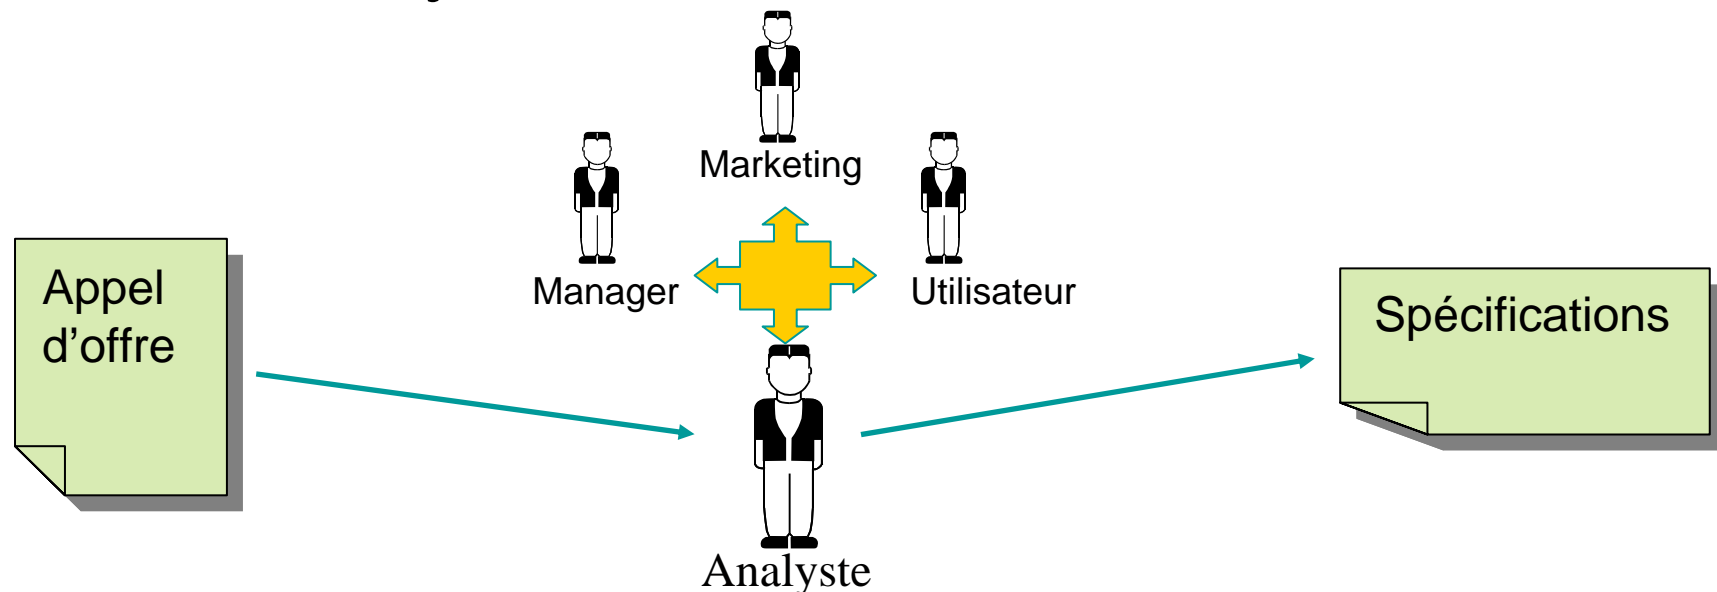 Marketing
Manager
Utilisateur
Appel
d’offre
Spécifications
Analyste